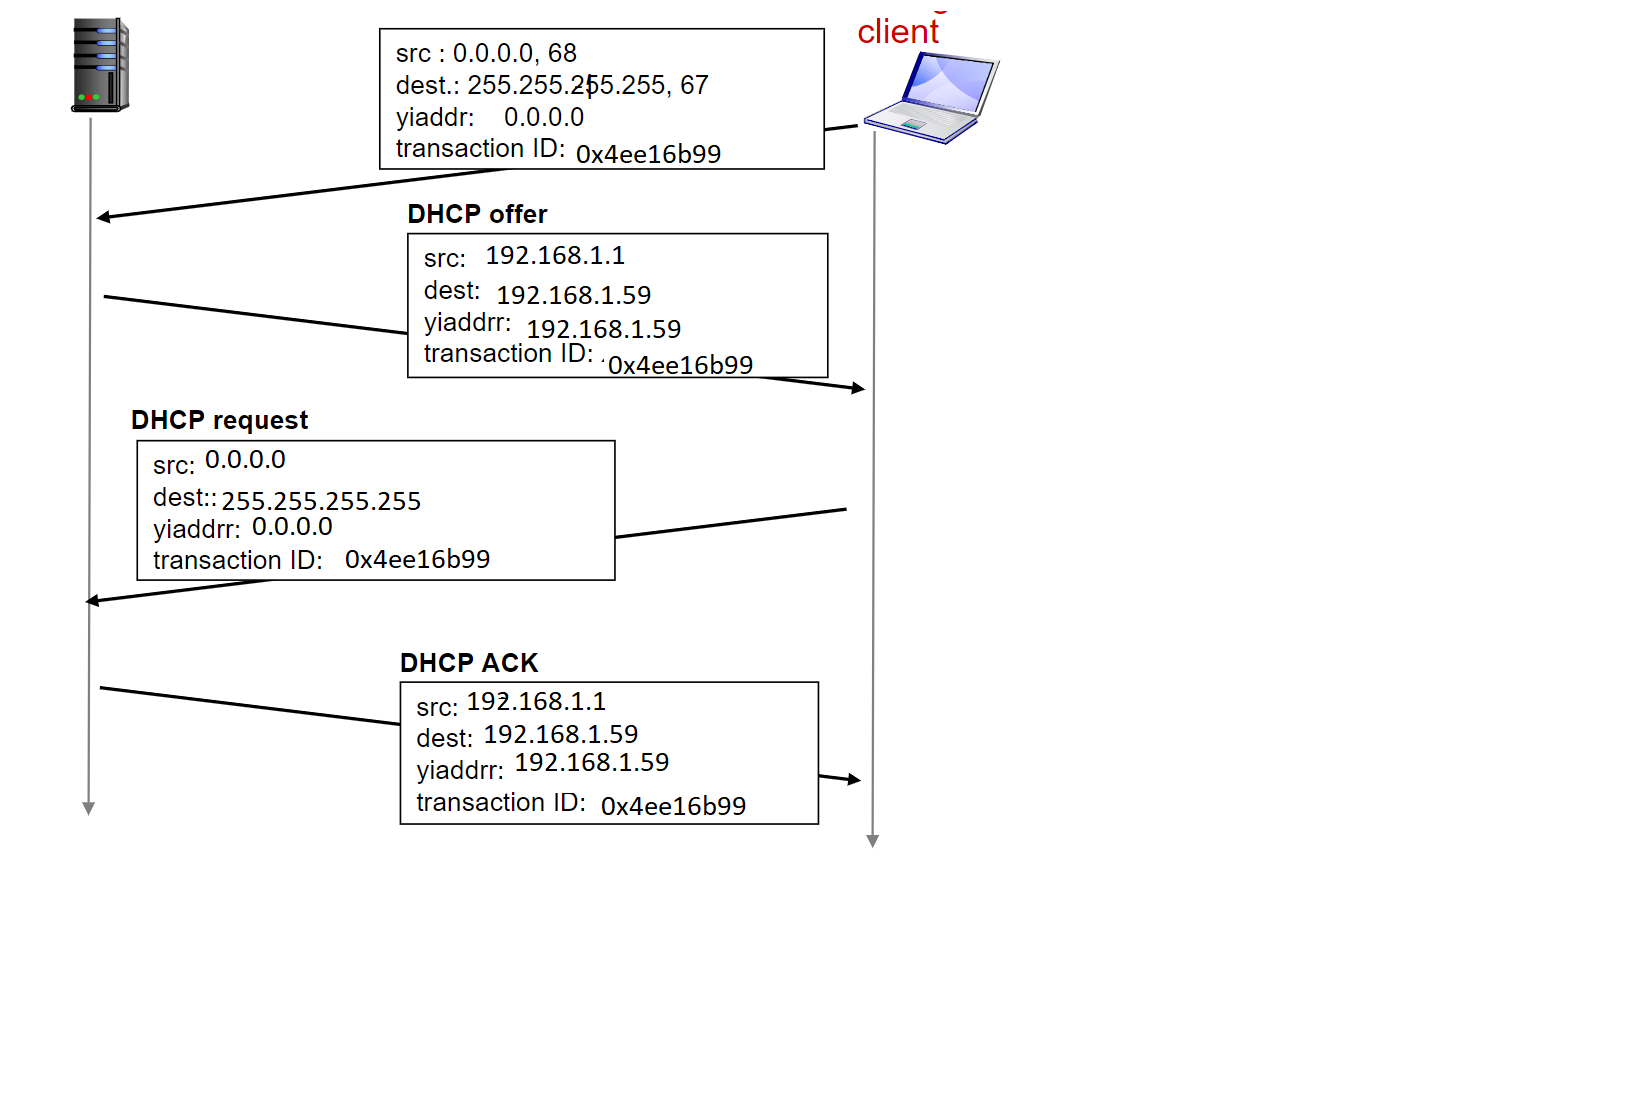 client
src : 0.0.0.0, 68
dest.: 255.255.255.255, 67
yiaddr: 0.0.0.0
transaction ID: 0x4ee16b99
DHCP offer
src: 192.168.1.1
dest: 192.168.1.59
yiaddrr: 192.168.1.59
transaction ID: 0x4ee16b99
DHCP request
src: 0.0.0.0
dest:: 255.255.255.255
yiaddrr: 0.0.0.0
transaction ID: 0x4ee16b99
DHCP ACK
src: 192.168.1.1
dest: 192.168.1.59
yiaddrr: 192.168.1.59
transaction ID: 0x4ee16b99